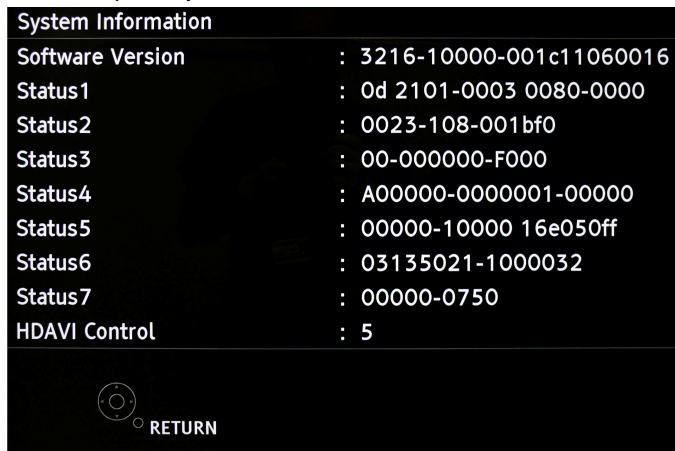 System Information
Software Version : 3216-10000-001c11060016
Status1 : 0d 2101-0003 0080-0000
Status2 : 0023-108-001bf0
Status3 : 00-000000-F000
Status4 : A00000-0000001-00000
Status5 : 00000-10000 16e050ff
Status6 : 03135021-1000032
Status7 : 00000-0750
HDAVI Control : 5
RETURN